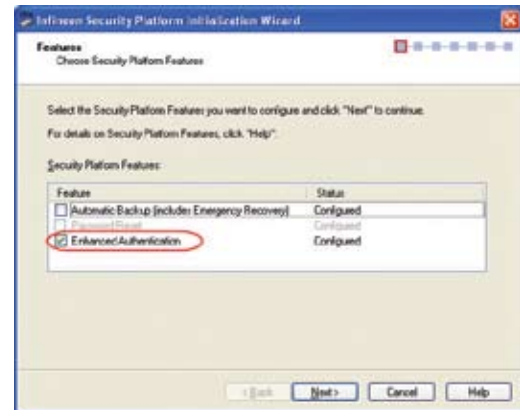 Infineon Security Platform Initialization Wizard
Features
Choose Security Platform Features
Select the Security Platform Features you want to configure and click "Next" to continue.
For details on Security Platform Features, click "Help".
Security Platform Features:
Feature Status
Automatic Backup (includes Emergency Recovery) Configured
Password Reset Configured
Enhanced Authentication Configured
< Back Next > Cancel Help